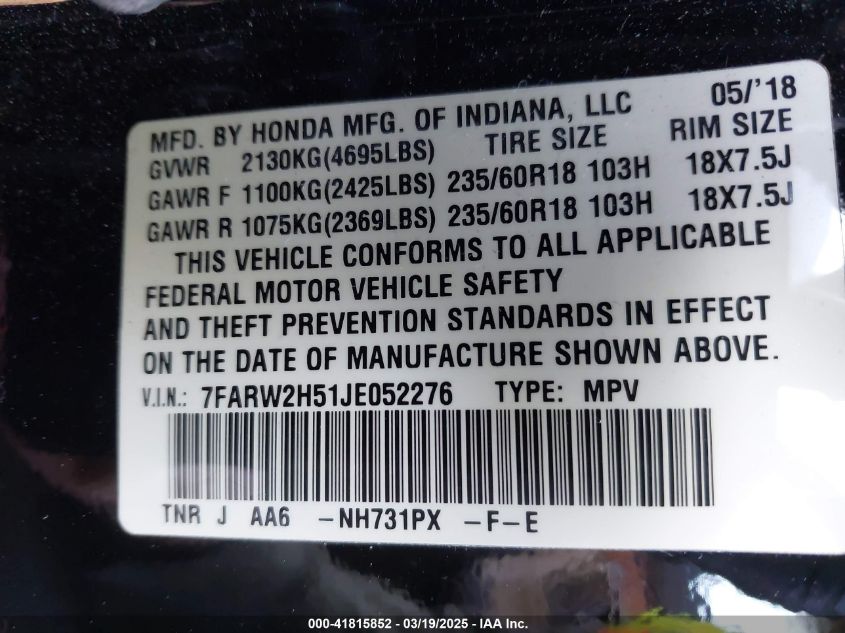 MFD. BY HONDA MFG. OF INDIANA, LLC 05/'18
GVWR 2130KG(4695LBS) TIRE SIZE RIM SIZE
GAWR F 1100KG(2425LBS) 235/60R18 103H 18X7.5J
GAWR R 1075KG(2369LBS) 235/60R18 103H 18X7.5J
THIS VEHICLE CONFORMS TO ALL APPLICABLE
FEDERAL MOTOR VEHICLE SAFETY
AND THEFT PREVENTION STANDARDS IN EFFECT
ON THE DATE OF MANUFACTURE SHOWN ABOVE.
V.I.N.: 7FARW2H51JE052276 TYPE: MPV
TNR J AA6 -NH731PX -F-E
000-41815852 - 03/19/2025 - IAA Inc.